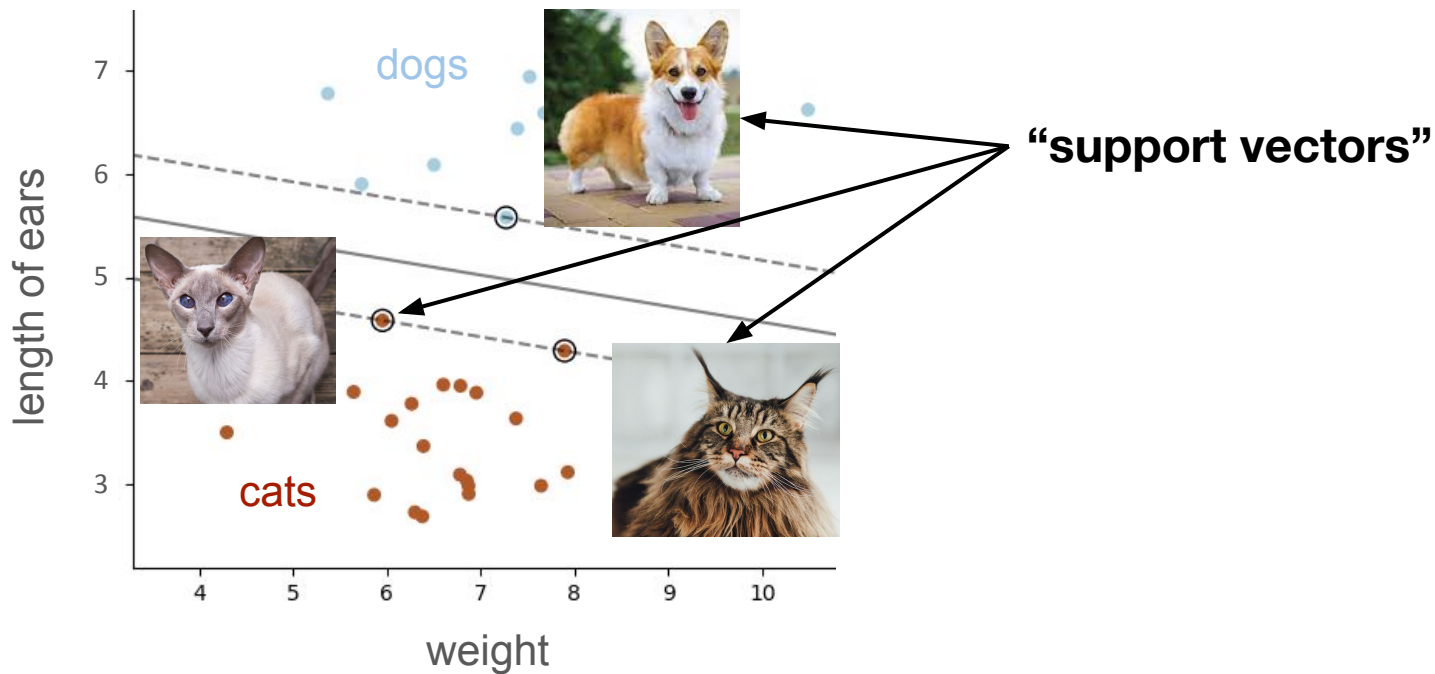 dogs
“support vectors”
cats
length of ears
7
6
5
4
3
4 5 6 7 8 9 10
weight